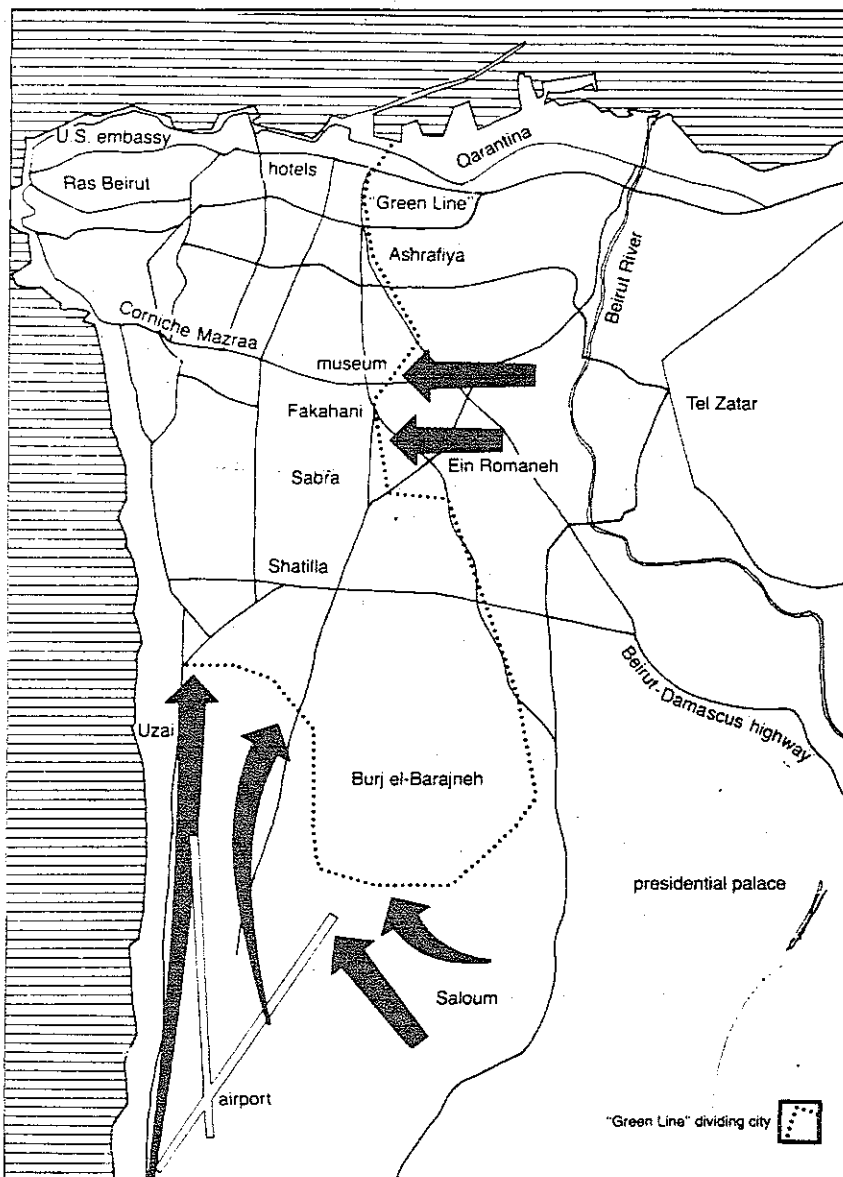 U.S. embassy
Qarantina
Ras Beirut
hotels
"Green Line"
Ashrafiya
Beirut River
Corniche Mazraa
museum
Tel Zatar
Fakahani
Ein Romaneh
Sabra
Shatilla
Beirut-Damascus highway
Uzai
Burj el-Barajneh
presidential palace
Saloum
airport
"Green Line" dividing city